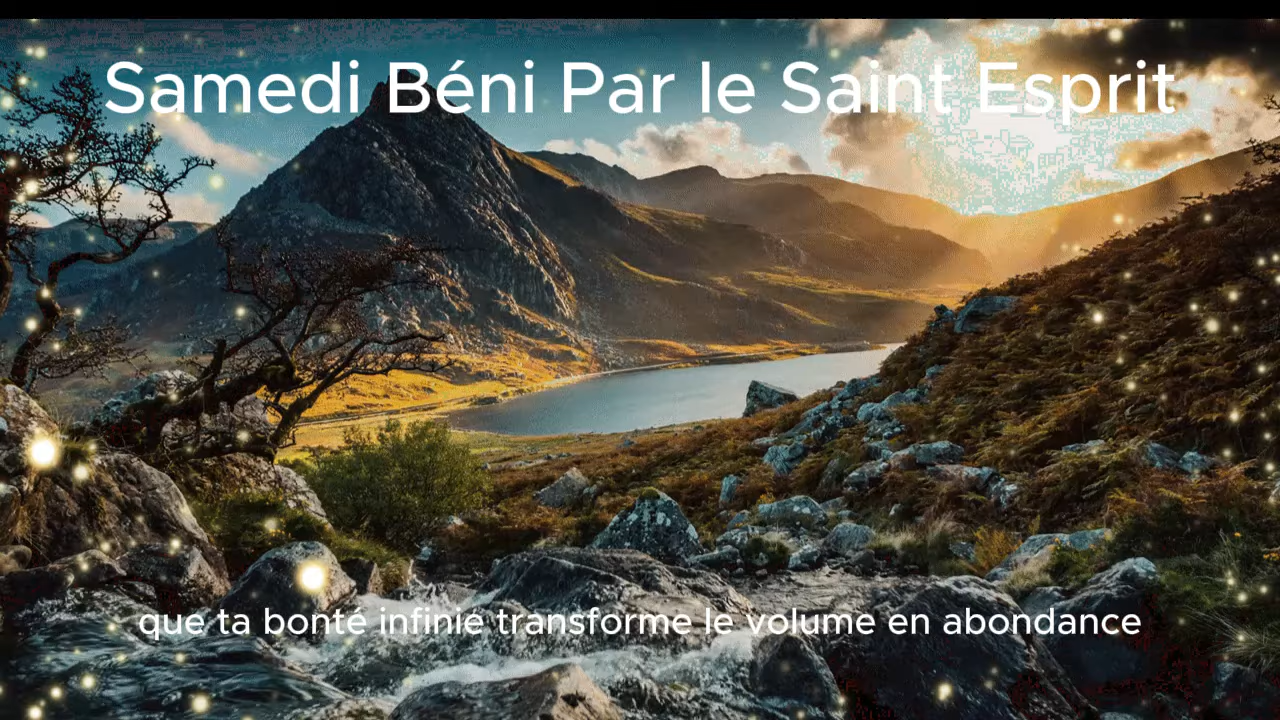 Samedi Béni Par le Saint Esprit
que ta bonté infinie transforme le volume en abondance